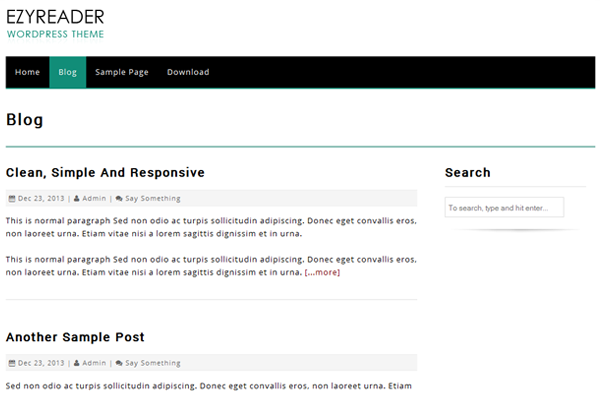 EZYREADER
WORDPRESS THEME
Home Blog Sample Page Download
Blog
Clean, Simple And Responsive
Dec 23, 2013 | Admin | Say Something
This is normal paragraph Sed non odio ac turpis sollicitudin adipiscing. Donec eget convallis eros,
non laoreet urna. Etiam vitae nisi a lorem sagittis dignissim et in urna.
This is normal paragraph Sed non odio ac turpis sollicitudin adipiscing. Donec eget convallis eros,
non laoreet urna. Etiam vitae nisi a lorem sagittis dignissim et in urna. [...more]
Another Sample Post
Dec 23, 2013 | Admin | Say Something
Sed non odio ac turpis sollicitudin adipiscing. Donec eget convallis eros, non laoreet urna. Etiam
Search
To search, type and hit enter...